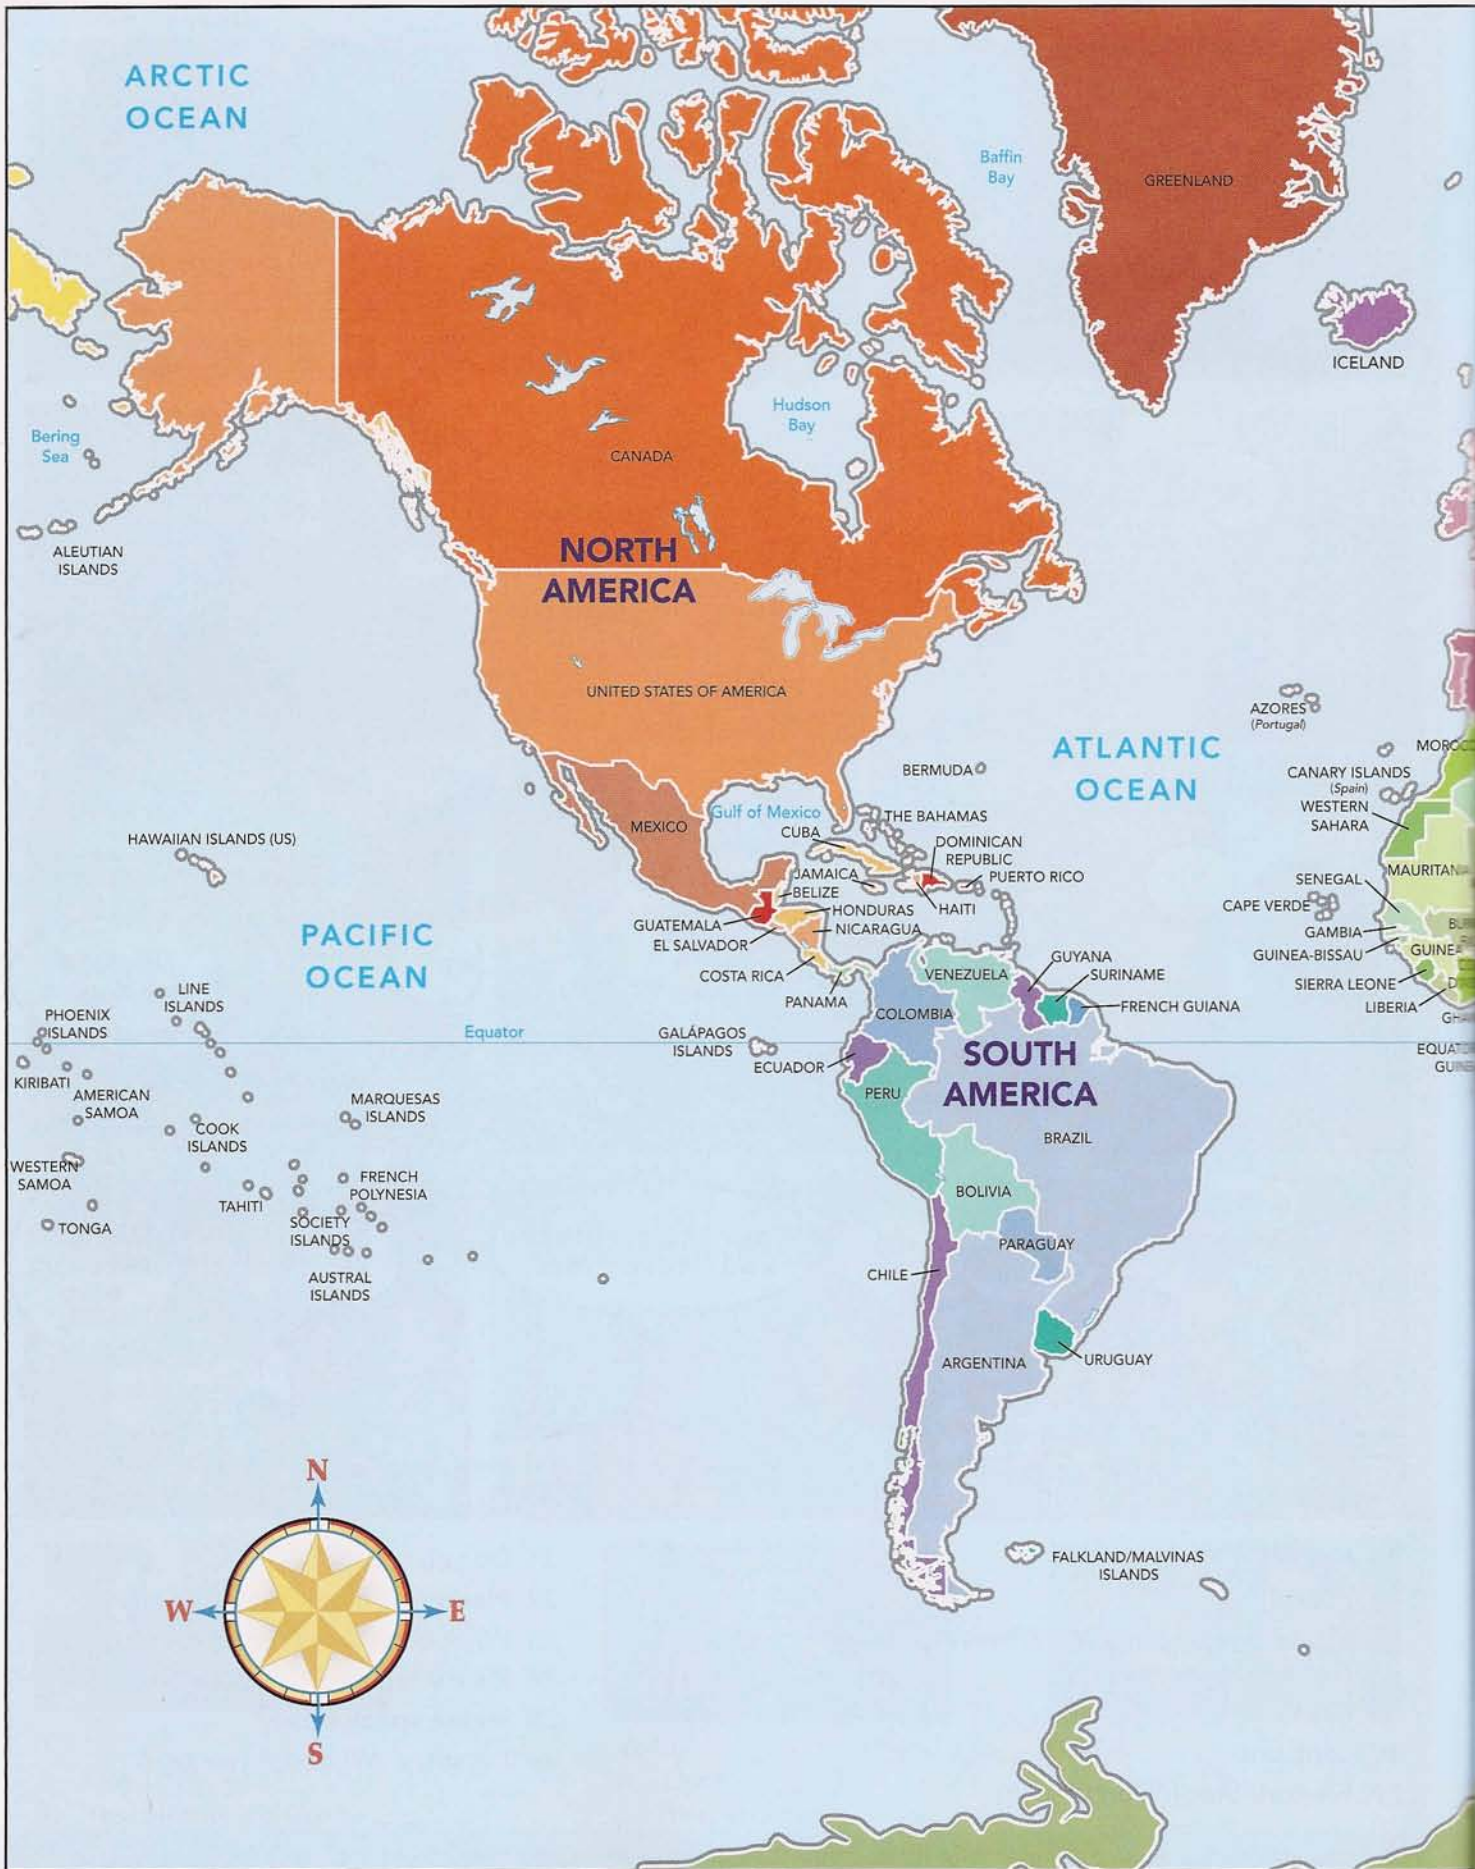 ARCTIC
OCEAN
Baffin
Bay
GREENLAND
ICELAND
Hudson
Bay
Bering
Sea
CANADA
ALEUTIAN
ISLANDS
NORTH
AMERICA
UNITED STATES OF AMERICA
AZORES
(Portugal)
ATLANTIC
OCEAN
BERMUDA
CANARY ISLANDS
(Spain)
WESTERN
SAHARA
Gulf of Mexico
THE BAHAMAS
MEXICO
CUBA
HAWAIIAN ISLANDS (US)
DOMINICAN
REPUBLIC
JAMAICA
PUERTO RICO
BELIZE
SENEGAL
HAITI
CAPE VERDE
HONDURAS
GUATEMALA
NICARAGUA
GAMBIA
EL SALVADOR
PACIFIC
OCEAN
GUINEA-BISSAU
GUINEA
GUYANA
COSTA RICA
VENEZUELA
SURINAME
SIERRA LEONE
LINE
ISLANDS
PANAMA
FRENCH GUIANA
LIBERIA
PHOENIX
ISLANDS
COLOMBIA
Equator
GALÁPAGOS
ISLANDS
ECUADOR
SOUTH
AMERICA
KIRIBATI
AMERICAN
SAMOA
PERU
MARQUESAS
ISLANDS
COOK
ISLANDS
BRAZIL
WESTERN
SAMOA
FRENCH
POLYNESIA
TAHITI
BOLIVIA
TONGA
SOCIETY
ISLANDS
PARAGUAY
CHILE
AUSTRAL
ISLANDS
ARGENTINA
URUGUAY
N
W
E
S
FALKLAND/MALVINAS
ISLANDS